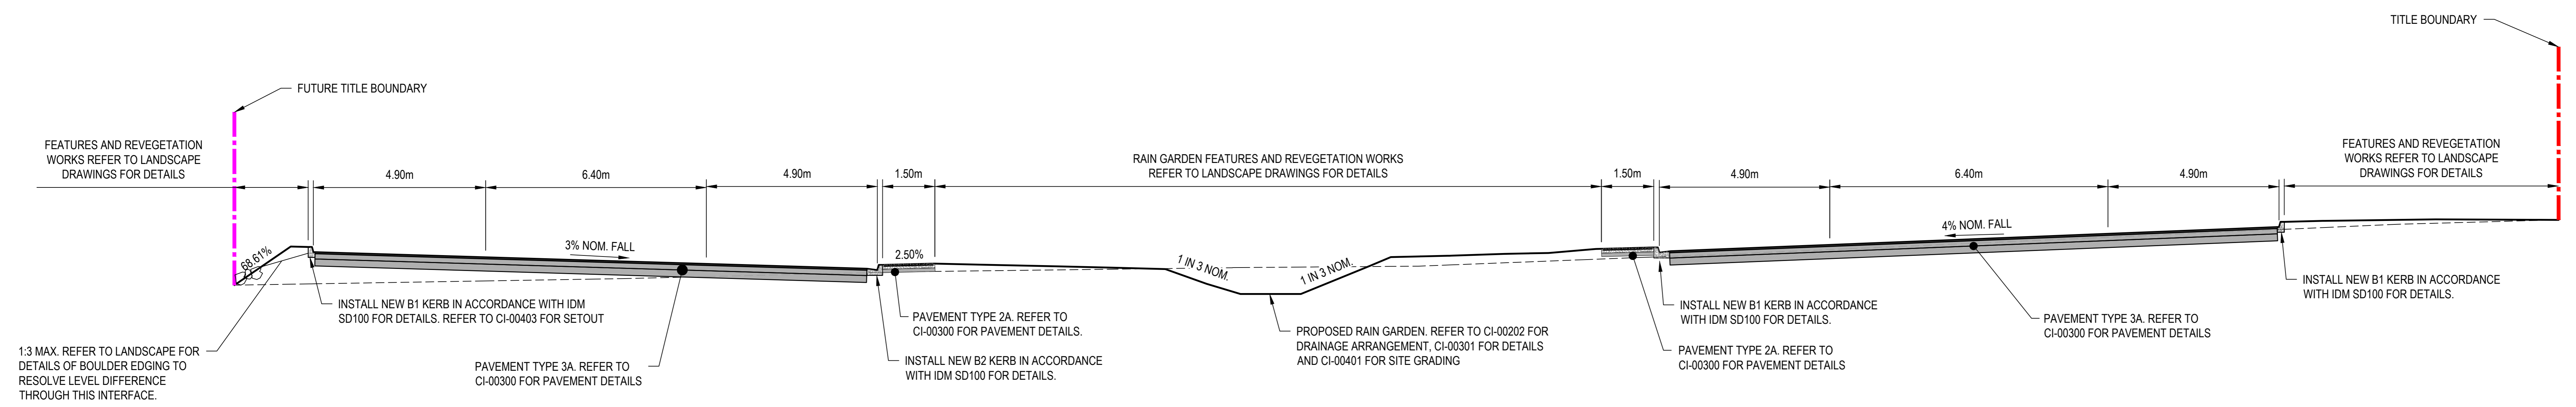 TITLE BOUNDARY
FUTURE TITLE BOUNDARY
FEATURES AND REVEGETATION
WORKS REFER TO LANDSCAPE
DRAWINGS FOR DETAILS
4.90m
6.40m
4.90m
1.50m
RAIN GARDEN FEATURES AND REVEGETATION WORKS
REFER TO LANDSCAPE DRAWINGS FOR DETAILS
1.50m
4.90m
6.40m
4.90m
FEATURES AND REVEGETATION
WORKS REFER TO LANDSCAPE
DRAWINGS FOR DETAILS
68.61%
3% NOM. FALL
2.50%
1 IN 3 NOM.
1 IN 3 NOM.
4% NOM. FALL
INSTALL NEW B1 KERB IN ACCORDANCE WITH IDM
SD100 FOR DETAILS. REFER TO CI-00403 FOR SETOUT
PAVEMENT TYPE 2A. REFER TO
CI-00300 FOR PAVEMENT DETAILS.
PROPOSED RAIN GARDEN. REFER TO CI-00202 FOR
DRAINAGE ARRANGEMENT, CI-00301 FOR DETAILS
AND CI-00401 FOR SITE GRADING
INSTALL NEW B1 KERB IN ACCORDANCE
WITH IDM SD100 FOR DETAILS.
PAVEMENT TYPE 3A. REFER TO
CI-00300 FOR PAVEMENT DETAILS
INSTALL NEW B1 KERB IN ACCORDANCE
WITH IDM SD100 FOR DETAILS.
1:3 MAX. REFER TO LANDSCAPE FOR
DETAILS OF BOULDER EDGING TO
RESOLVE LEVEL DIFFERENCE
THROUGH THIS INTERFACE.
PAVEMENT TYPE 3A. REFER TO
CI-00300 FOR PAVEMENT DETAILS
INSTALL NEW B2 KERB IN ACCORDANCE
WITH IDM SD100 FOR DETAILS.
PAVEMENT TYPE 2A. REFER TO
CI-00300 FOR PAVEMENT DETAILS